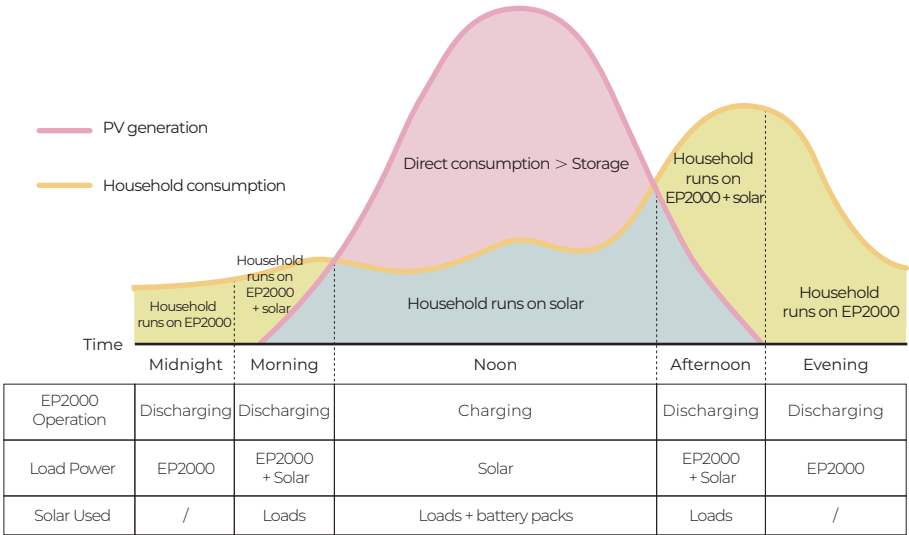 PV generation
Household consumption
Direct consumption > Storage
Household
runs on
EP2000 + solar
Household
runs on
EP2000
+ solar
Household
runs on EP2000
Household runs on solar
Household
runs on EP2000
Time
Midnight Morning Noon Afternoon Evening
EP2000
Operation
Discharging Discharging Charging Discharging Discharging
Load Power EP2000 EP2000
+ Solar Solar EP2000
+ Solar EP2000
Solar Used / Loads Loads + battery packs Loads /